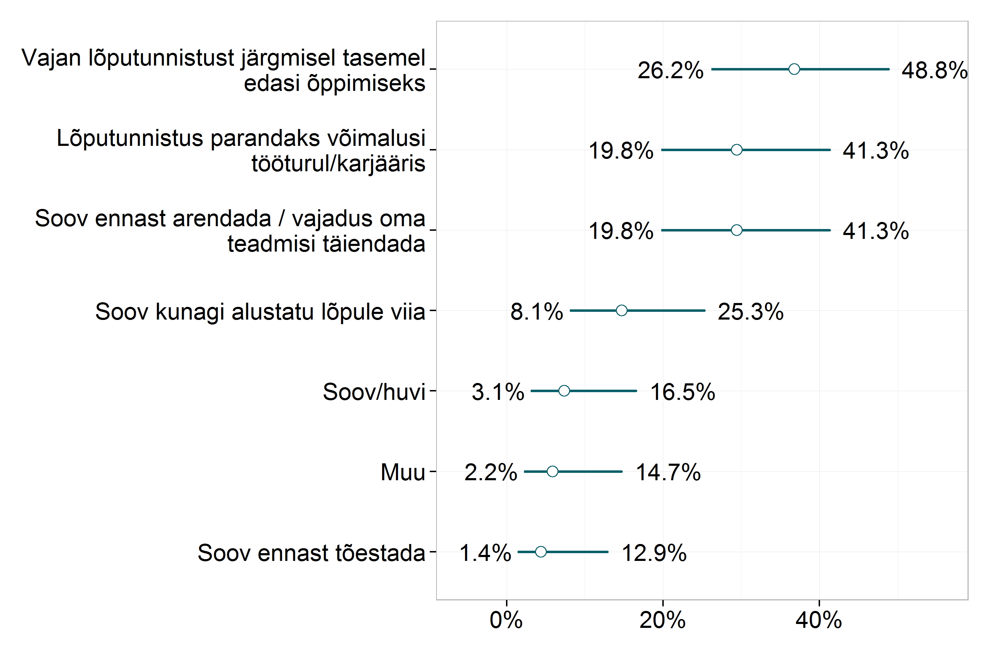 Vajan lõputunnistust järgmisel tasemel
edasi õppimiseks
26.2% 48.8%
Lõputunnistus parandaks võimalusi
tööturul/karjääris
19.8% 41.3%
Soov ennast arendada / vajadus oma
teadmisi täiendada
19.8% 41.3%
Soov kunagi alustatu lõpule viia
8.1% 25.3%
Soov/huvi
3.1% 16.5%
Muu
2.2% 14.7%
Soov ennast tõestada
1.4% 12.9%
0% 20% 40%